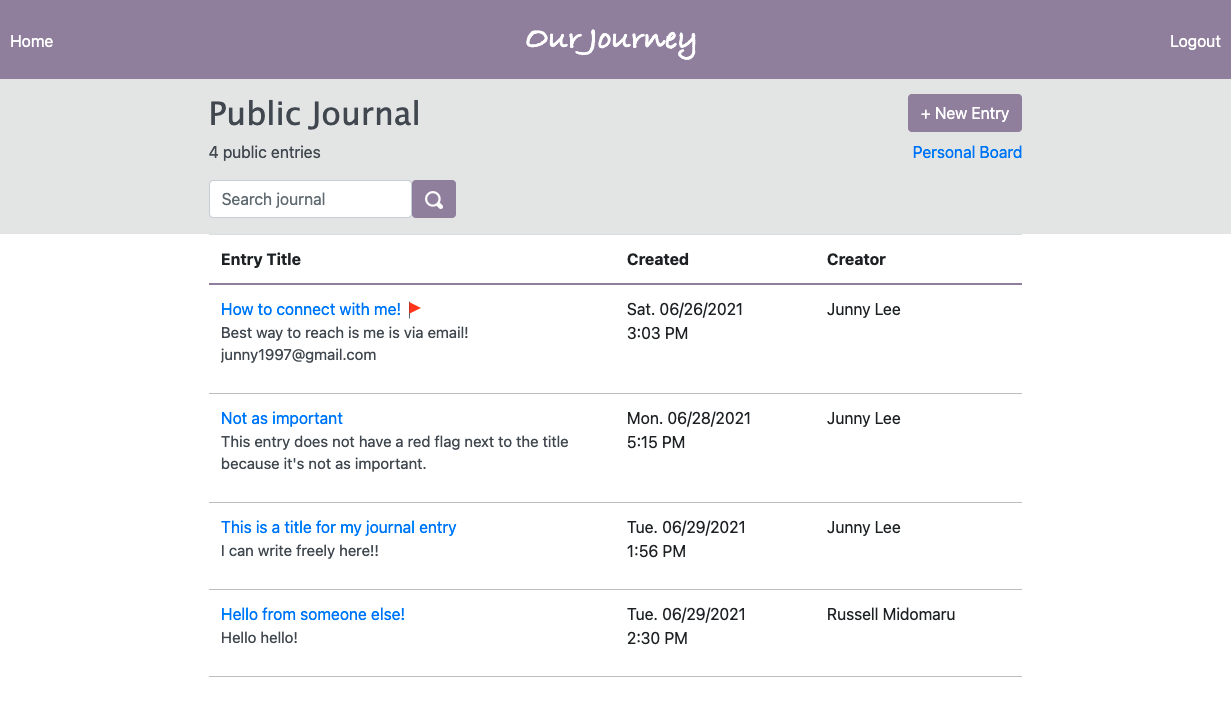 Home
Our Journey
Logout
Public Journal
+ New Entry
4 public entries
Personal Board
Search journal
Entry Title Created Creator
How to connect with me! Sat. 06/26/2021 Junny Lee
Best way to reach is me is via email! 3:03 PM
junny1997@gmail.com
Not as important Mon. 06/28/2021 Junny Lee
This entry does not have a red flag next to the title 5:15 PM
because it's not as important.
This is a title for my journal entry Tue. 06/29/2021 Junny Lee
I can write freely here!! 1:56 PM
Hello from someone else! Tue. 06/29/2021 Russell Midomaru
Hello hello! 2:30 PM